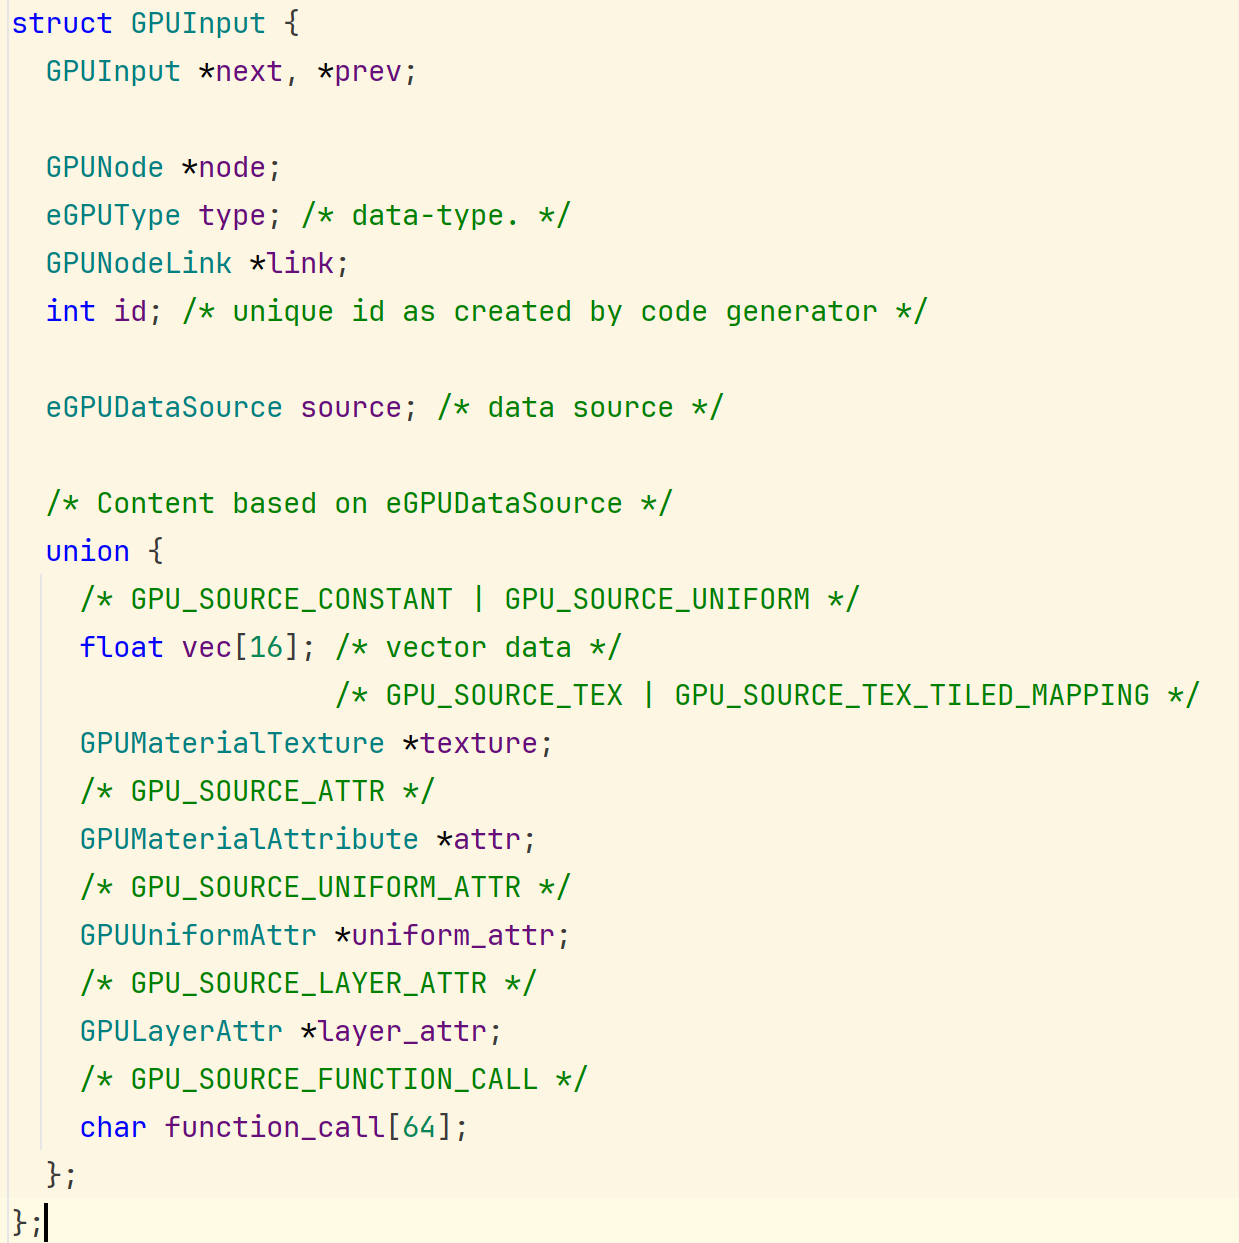 struct GPUInput {
  GPUInput *next, *prev;

  GPUNode *node;
  eGPUType type; /* data-type. */
  GPUNodeLink *link;
  int id; /* unique id as created by code generator */

  eGPUDataSource source; /* data source */

  /* Content based on eGPUDataSource */
  union {
    /* GPU_SOURCE_CONSTANT | GPU_SOURCE_UNIFORM */
    float vec[16]; /* vector data */
                   /* GPU_SOURCE_TEX | GPU_SOURCE_TEX_TILED_MAPPING */
    GPUMaterialTexture *texture;
    /* GPU_SOURCE_ATTR */
    GPUMaterialAttribute *attr;
    /* GPU_SOURCE_UNIFORM_ATTR */
    GPUUniformAttr *uniform_attr;
    /* GPU_SOURCE_LAYER_ATTR */
    GPULayerAttr *layer_attr;
    /* GPU_SOURCE_FUNCTION_CALL */
    char function_call[64];
  };
};